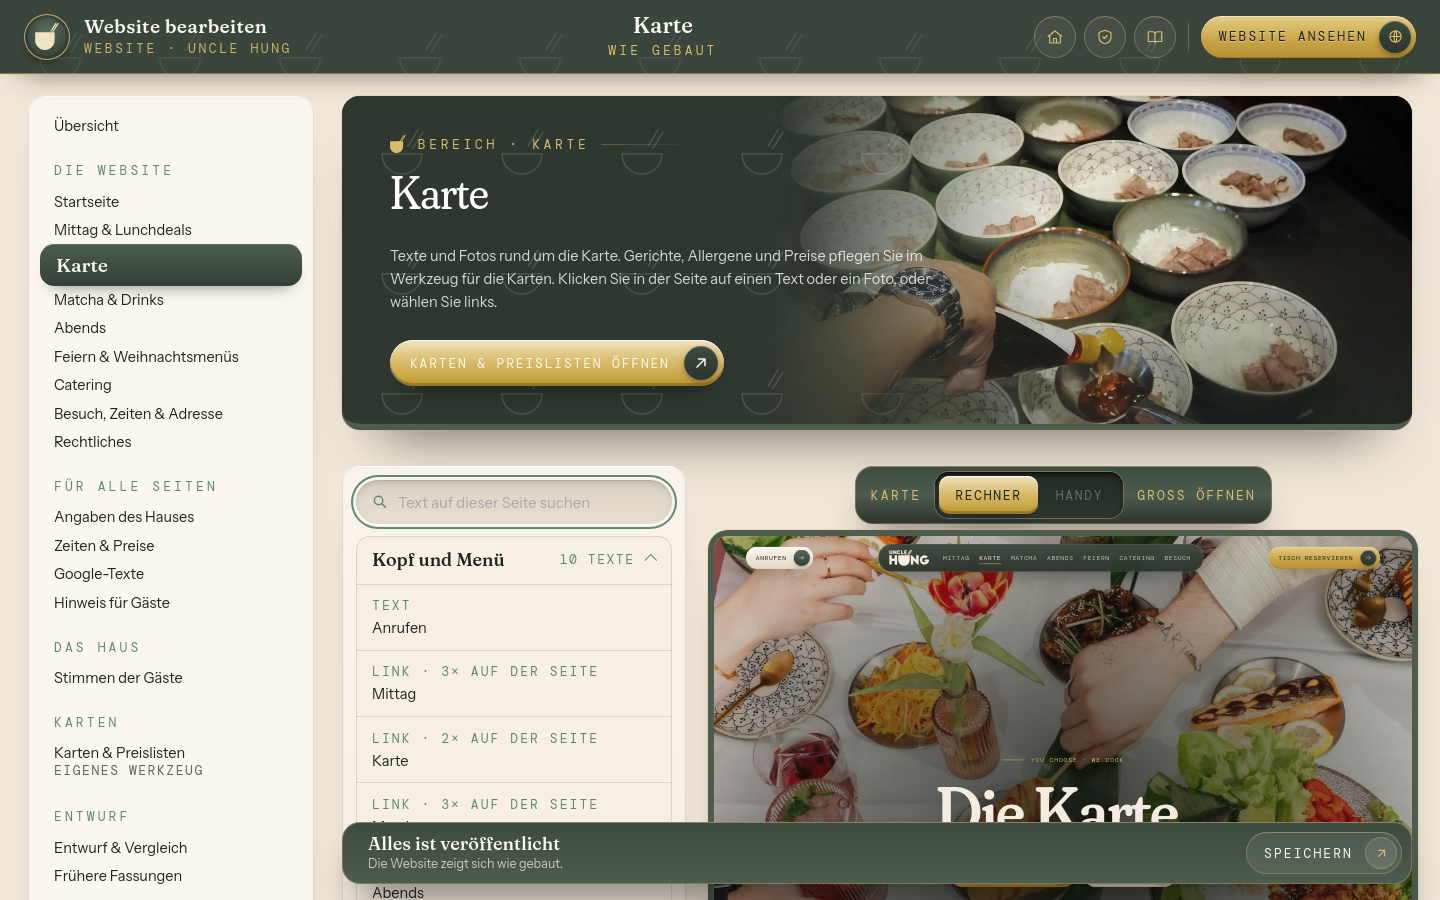 Website bearbeiten
WEBSITE · UNCLE HUNG
Karte
WIE GEBAUT
WEBSITE ANSEHEN
Übersicht
DIE WEBSITE
Startseite
Mittag & Lunchdeals
Karte
Matcha & Drinks
Abends
Feiern & Weihnachtsmenüs
Catering
Besuch, Zeiten & Adresse
Rechtliches
FÜR ALLE SEITEN
Angaben des Hauses
Zeiten & Preise
Google-Texte
Hinweis für Gäste
DAS HAUS
Stimmen der Gäste
KARTEN
Karten & Preislisten
EIGENES WERKZEUG
ENTWURF
Entwurf & Vergleich
Frühere Fassungen
BEREICH · KARTE
Karte
Texte und Fotos rund um die Karte. Gerichte, Allergene und Preise pflegen Sie im
Werkzeug für die Karten. Klicken Sie in der Seite auf einen Text oder ein Foto, oder
wählen Sie links.
KARTEN & PREISLISTEN ÖFFNEN
Text auf dieser Seite suchen
Kopf und Menü
10 TEXTE
TEXT
Anrufen
LINK · 3× AUF DER SEITE
Mittag
LINK · 2× AUF DER SEITE
Karte
LINK · 3× AUF DER SEITE
Abends
KARTE
RECHNER
HANDY
GROSS ÖFFNEN
ANRUFEN
UNCLE HUNG
MITTAG KARTE MATCHA ABENDS FEIERN CATERING BESUCH
TISCH RESERVIEREN
YOU CHOOSE · WE COOK
Die Karte
Alles ist veröffentlicht
Die Website zeigt sich wie gebaut.
SPEICHERN